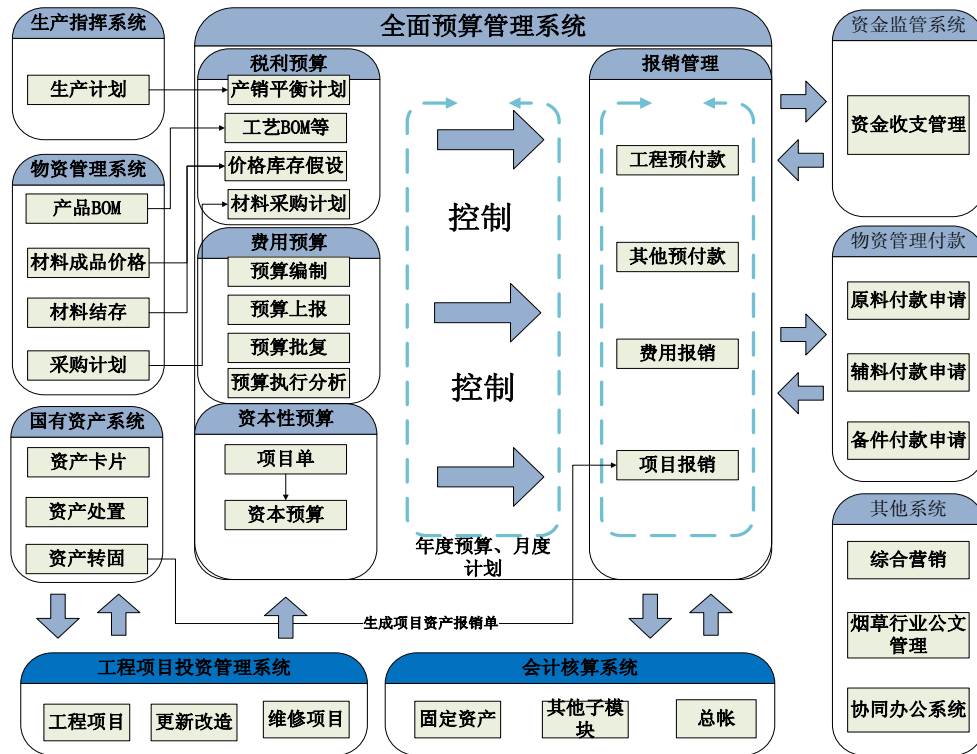 生产指挥系统
生产计划
物资管理系统
产品BOM
材料成品价格
材料结存
采购计划
国有资产系统
资产卡片
资产处置
资产转固
全面预算管理系统
税利预算
产销平衡计划
工艺BOM等
价格库存假设
材料采购计划
费用预算
预算编制
预算上报
预算批复
预算执行分析
资本性预算
项目单
资本预算
控制
控制
年度预算、月度
计划
报销管理
工程预付款
其他预付款
费用报销
项目报销
生成项目资产报销单
资金监管系统
资金收支管理
物资管理付款
原料付款申请
辅料付款申请
备件付款申请
其他系统
综合营销
烟草行业公文
管理
协同办公系统
工程项目投资管理系统
工程项目
更新改造
维修项目
会计核算系统
固定资产
其他子模
块
总帐